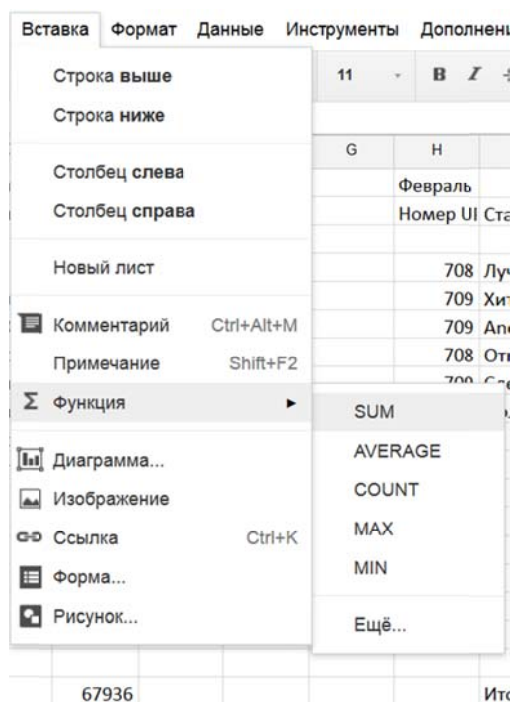 Вставка Формат Данные Инструменты
Строка выше
11 B I
Строка ниже
G H
Столбец слева
Февраль
Столбец справа
Номер
Новый лист
708
709
Комментарий Ctrl+Alt+M
709
Примечание Shift+F2
708
709
Функция
SUM
AVERAGE
Диаграмма...
COUNT
Изображение
MAX
Ссылка Ctrl+K
MIN
Форма...
Рисунок...
Ещё...
67936